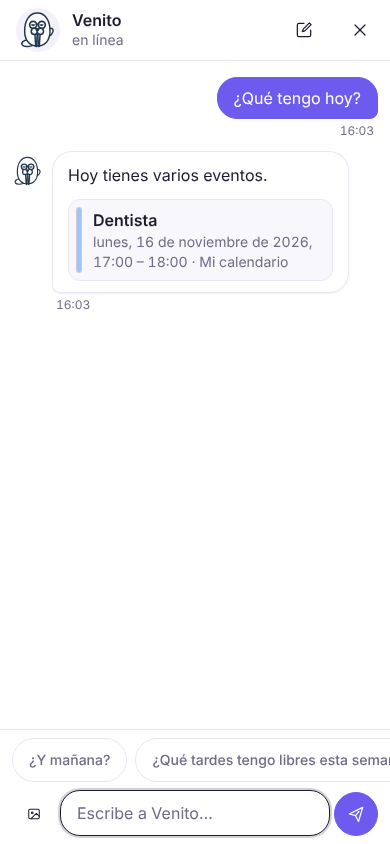 Venito
en línea
¿Qué tengo hoy?
16:03
Hoy tienes varios eventos.
Dentista
lunes, 16 de noviembre de 2026,
17:00 – 18:00 · Mi calendario
16:03
¿Y mañana?
¿Qué tardes tengo libres esta
Escribe a Venito...